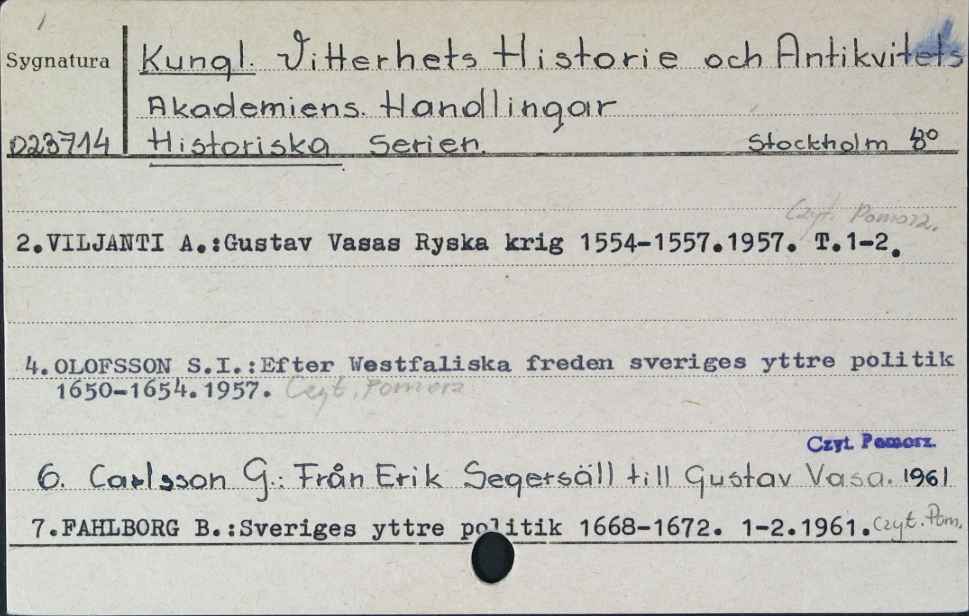 Sygnatura
Kungl. Vitterhets Historie och Antikvitets
Akademiens. Handlingar
D23714 Historiska Serien. Stockholm 8°
Czyt. Pomorz.
2.VILJANTI A.:Gustav Vasas Ryska krig 1554-1557.1957. T.1-2.
4.OLOFSSON S.I.:Efter Westfaliska freden sveriges yttre politik
1650-1654.1957. Czyt. Pomorz
Czyt. Pomorz.
6. Carlsson G.: Från Erik Segersäll till Gustav Vasa. 1961
7.FAHLBORG B.:Sveriges yttre politik 1668-1672. 1-2.1961. Czyt. Pom.